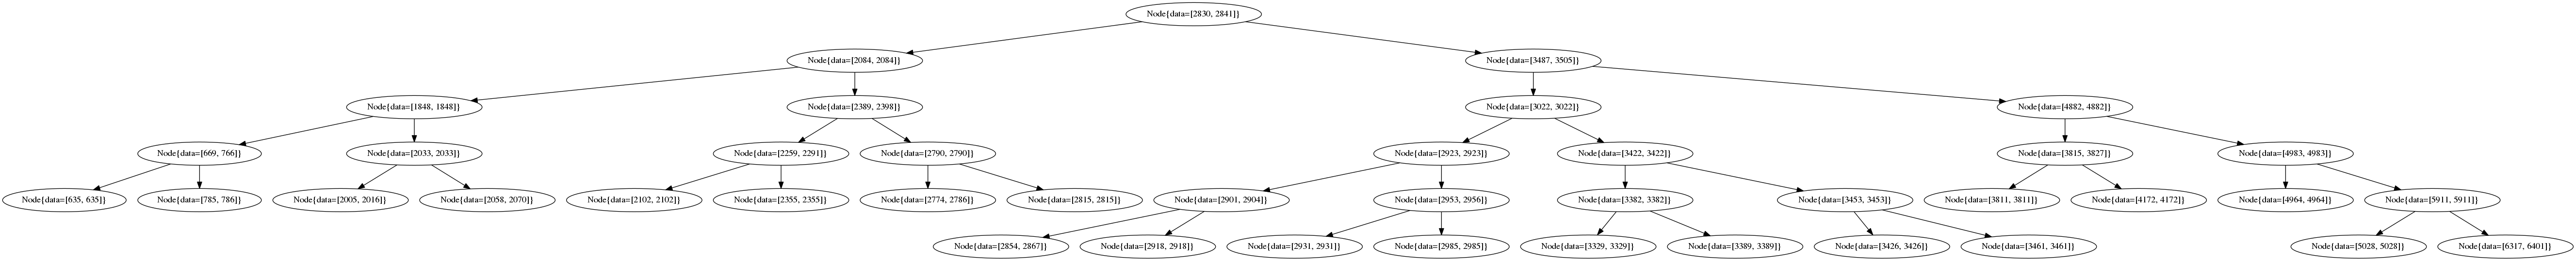 Node{data=[2830, 2841]}
Node{data=[2084, 2084]}
Node{data=[3487, 3505]}
Node{data=[1848, 1848]}
Node{data=[2389, 2398]}
Node{data=[3022, 3022]}
Node{data=[4882, 4882]}
Node{data=[669, 766]}
Node{data=[2033, 2033]}
Node{data=[2259, 2291]}
Node{data=[2790, 2790]}
Node{data=[2923, 2923]}
Node{data=[3422, 3422]}
Node{data=[3815, 3827]}
Node{data=[4983, 4983]}
Node{data=[635, 635]}
Node{data=[785, 786]}
Node{data=[2005, 2016]}
Node{data=[2058, 2070]}
Node{data=[2102, 2102]}
Node{data=[2355, 2355]}
Node{data=[2774, 2786]}
Node{data=[2815, 2815]}
Node{data=[2901, 2904]}
Node{data=[2953, 2956]}
Node{data=[3382, 3382]}
Node{data=[3453, 3453]}
Node{data=[3811, 3811]}
Node{data=[4172, 4172]}
Node{data=[4964, 4964]}
Node{data=[5911, 5911]}
Node{data=[2854, 2867]}
Node{data=[2918, 2918]}
Node{data=[2931, 2931]}
Node{data=[2985, 2985]}
Node{data=[3329, 3329]}
Node{data=[3389, 3389]}
Node{data=[3426, 3426]}
Node{data=[3461, 3461]}
Node{data=[5028, 5028]}
Node{data=[6317, 6401]}